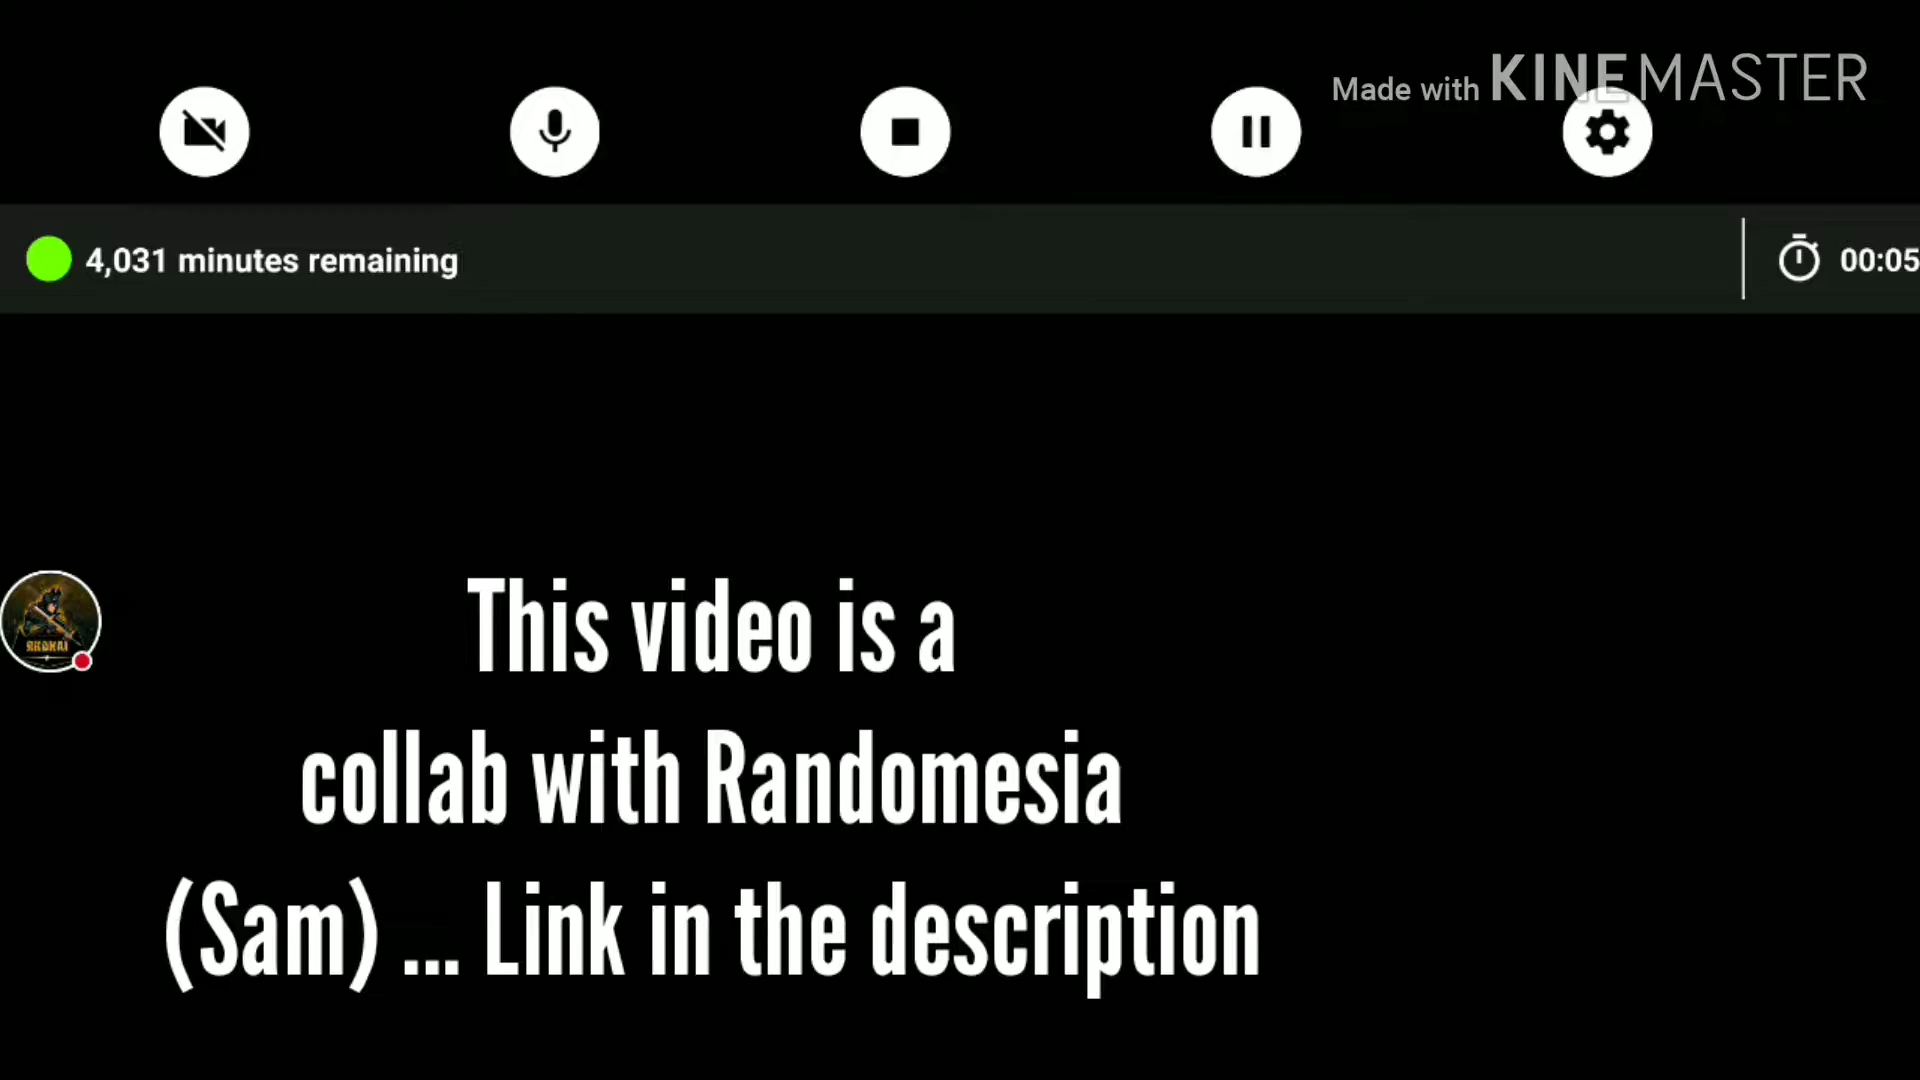 Made with KINEMASTER
4,031 minutes remaining
00:05
This video is a
collab with Randomesia
(Sam) ... Link in the description